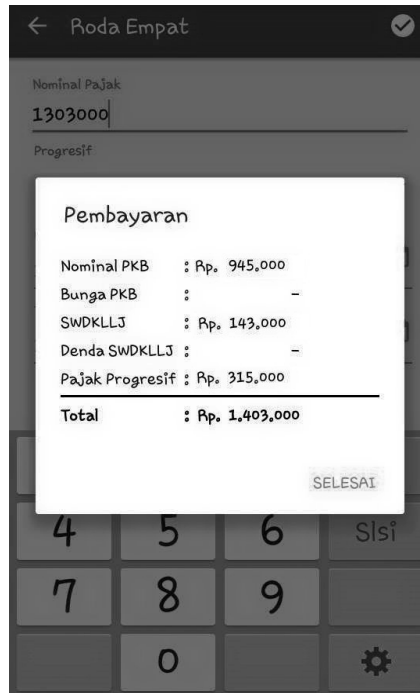 Roda Empat
Nominal Pajak
1303000
Progresif
Pembayaran
Nominal PKB : Rp. 945.000
Bunga PKB : -
SWDKLLJ : Rp. 143.000
Denda SWDKLLJ : -
Pajak Progresif : Rp. 315.000
Total : Rp. 1.403.000
SELESAI
4 5 6 Slsi
7 8 9
0